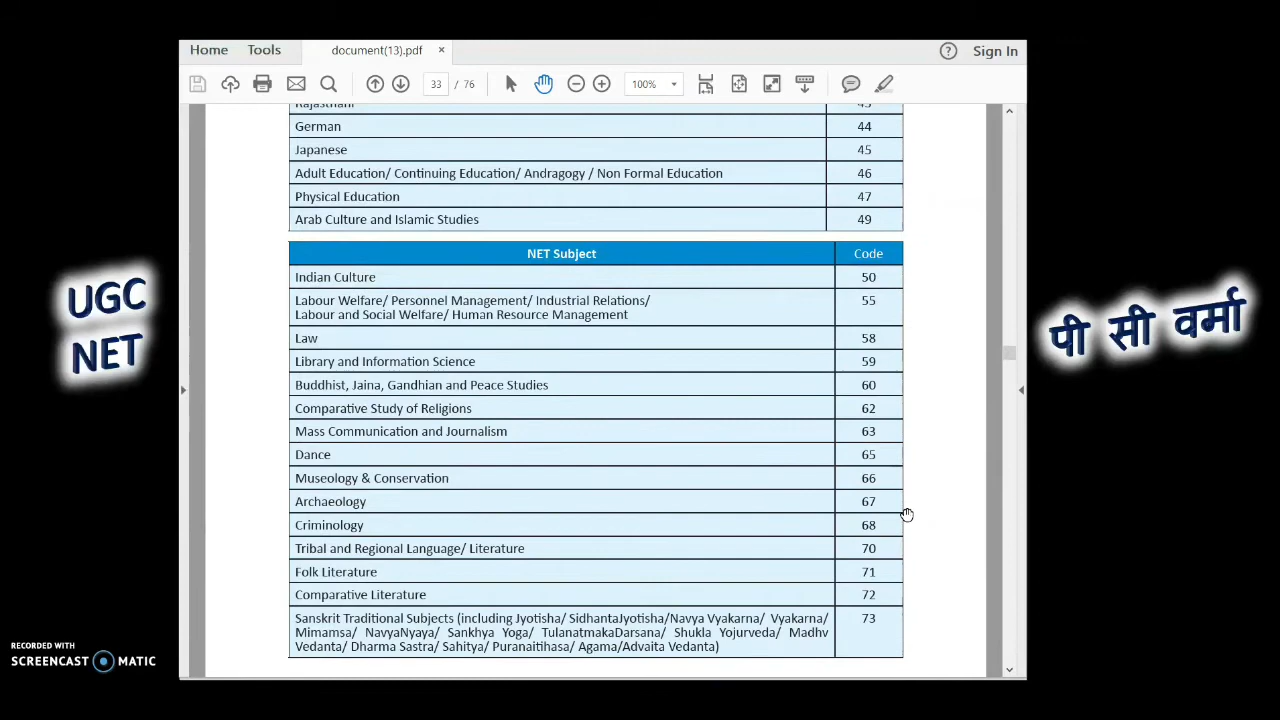 Home Tools document(13).pdf × ? Sign In
33 / 76 100%
Rajasthani 43
German 44
Japanese 45
Adult Education/ Continuing Education/ Andragogy / Non Formal Education 46
Physical Education 47
Arab Culture and Islamic Studies 49
NET Subject Code
Indian Culture 50
Labour Welfare/ Personnel Management/ Industrial Relations/ 55
Labour and Social Welfare/ Human Resource Management
Law 58
Library and Information Science 59
Buddhist, Jaina, Gandhian and Peace Studies 60
Comparative Study of Religions 62
Mass Communication and Journalism 63
Dance 65
Museology & Conservation 66
Archaeology 67
Criminology 68
Tribal and Regional Language/ Literature 70
Folk Literature 71
Comparative Literature 72
Sanskrit Traditional Subjects (including Jyotisha/ SidhantaJyotisha/Navya Vyakarna/ Vyakarna/ 73
Mimamsa/ NavyaNyaya/ Sankhya Yoga/ TulanatmakaDarsana/ Shukla Yojurveda/ Madhv
Vedanta/ Dharma Sastra/ Sahitya/ Puranaitihasa/ Agama/Advaita Vedanta)
UGC
NET
पी सी वर्मा
RECORDED WITH
SCREENCAST MATIC